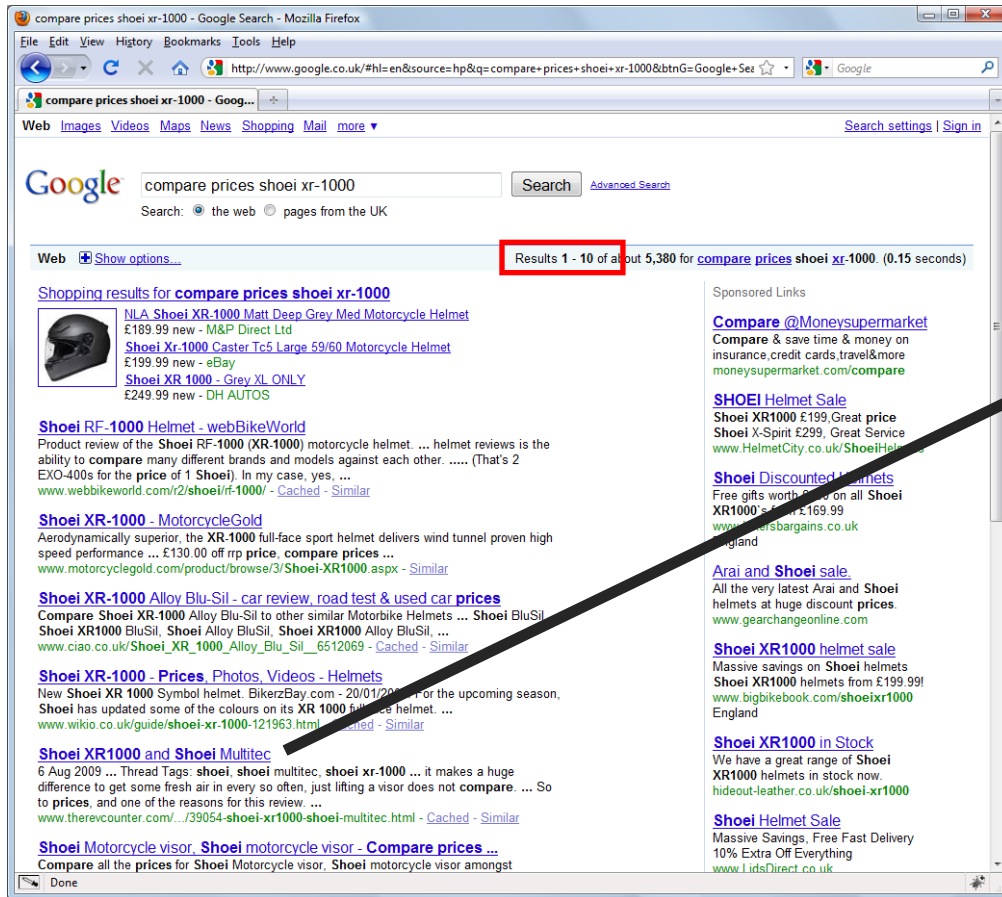 compare prices shoei xr-1000 - Google Search - Mozilla Firefox
File Edit View History Bookmarks Tools Help
http://www.google.co.uk/#hl=en&source=hp&q=compare+prices+shoei+xr-1000&btnG=Google+Sea
Google
compare prices shoei xr-1000 - Goog...
Web Images Videos Maps News Shopping Mail more ▼
Search settings | Sign in
Google
compare prices shoei xr-1000
Search
Advanced Search
Search: the web pages from the UK
Web Show options...
Results 1 - 10 of about 5,380 for compare prices shoei xr-1000. (0.15 seconds)
Shopping results for compare prices shoei xr-1000
NLA Shoei XR-1000 Matt Deep Grey Med Motorcycle Helmet
£189.99 new - M&P Direct Ltd
Shoei Xr-1000 Caster Tc5 Large 59/60 Motorcycle Helmet
£199.99 new - eBay
Shoei XR 1000 - Grey XL ONLY
£249.99 new - DH AUTOS
Shoei RF-1000 Helmet - webBikeWorld
Product review of the Shoei RF-1000 (XR-1000) motorcycle helmet. ... helmet reviews is the
ability to compare many different brands and models against each other. ..... (That's 2
EXO-400s for the price of 1 Shoei). In my case, yes, ...
www.webbikeworld.com/r2/shoei/rf-1000/ - Cached - Similar
Shoei XR-1000 - MotorcycleGold
Aerodynamically superior, the XR-1000 full-face sport helmet delivers wind tunnel proven high
speed performance ... £130.00 off rrp price, compare prices ...
www.motorcyclegold.com/product/browse/3/Shoei-XR1000.aspx - Similar
Shoei XR-1000 Alloy Blu-Sil - car review, road test & used car prices
Compare Shoei XR-1000 Alloy Blu-Sil to other similar Motorbike Helmets ... Shoei BluSil,
Shoei XR1000 BluSil, Shoei Alloy BluSil, Shoei XR1000 Alloy BluSil, ...
www.ciao.co.uk/Shoei_XR_1000_Alloy_Blu_Sil__6512069 - Cached - Similar
Shoei XR-1000 - Prices, Photos, Videos - Helmets
New Shoei XR 1000 Symbol helmet. BikerzBay.com - 20/01/ For the upcoming season,
Shoei has updated some of the colours on its XR 1000 helmet. ...
www.wikio.co.uk/guide/shoei-xr-1000-121963.html - Cached - Similar
Shoei XR1000 and Shoei Multitec
6 Aug 2009 ... Thread Tags: shoei, shoei multitec, shoei xr-1000 ... it makes a huge
difference to get some fresh air in every so often, just lifting a visor does not compare. ... So
to prices, and one of the reasons for this review. ...
www.therevcounter.com/.../39054-shoei-xr1000-shoei-multitec.html - Cached - Similar
Shoei Motorcycle visor, Shoei motorcycle visor - Compare prices ...
Compare all the prices for Shoei Motorcycle visor, Shoei motorcycle visor amongst
Sponsored Links
Compare @Moneysupermarket
Compare & save time & money on
insurance,credit cards,travel&more
moneysupermarket.com/compare
SHOEI Helmet Sale
Shoei XR1000 £199,Great price
Shoei X-Spirit £299, Great Service
www.HelmetCity.co.uk/ShoeiHelmets
Shoei Discounted Helmets
Free gifts worth on all Shoei
XR1000`s from £169.99
England
Arai and Shoei sale.
All the very latest Arai and Shoei
helmets at huge discount prices.
www.gearchangeonline.com
Shoei XR1000 helmet sale
Massive savings on Shoei helmets
Shoei XR1000 helmets from £199.99!
www.bigbikebook.com/shoeixr1000
England
Shoei XR1000 in Stock
We have a great range of Shoei
XR1000 helmets in stock now.
hideout-leather.co.uk/shoei-xr1000
Shoei Helmet Sale
Massive Savings, Free Fast Delivery
10% Extra Off Everything
www.LidsDirect.co.uk
Done